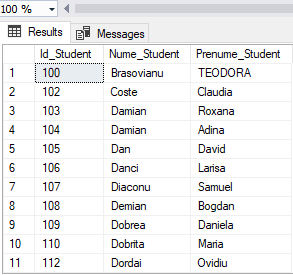 100 %
Results Messages
Id_Student Nume_Student Prenume_Student
1 100 Brasovianu TEODORA
2 102 Coste Claudia
3 103 Damian Roxana
4 104 Damian Adina
5 105 Dan David
6 106 Danci Larisa
7 107 Diaconu Samuel
8 108 Demian Bogdan
9 109 Dobrea Daniela
10 110 Dobrita Maria
11 112 Dordai Ovidiu